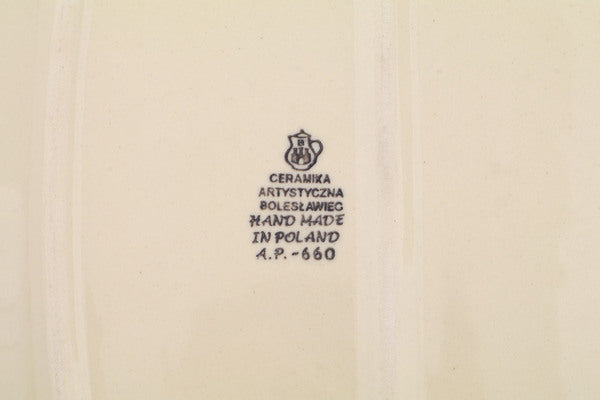 B
CERAMIKA
ARTYSTYCZNA
BOLESŁAWIEC
HAND MADE
IN POLAND
A.P.-660